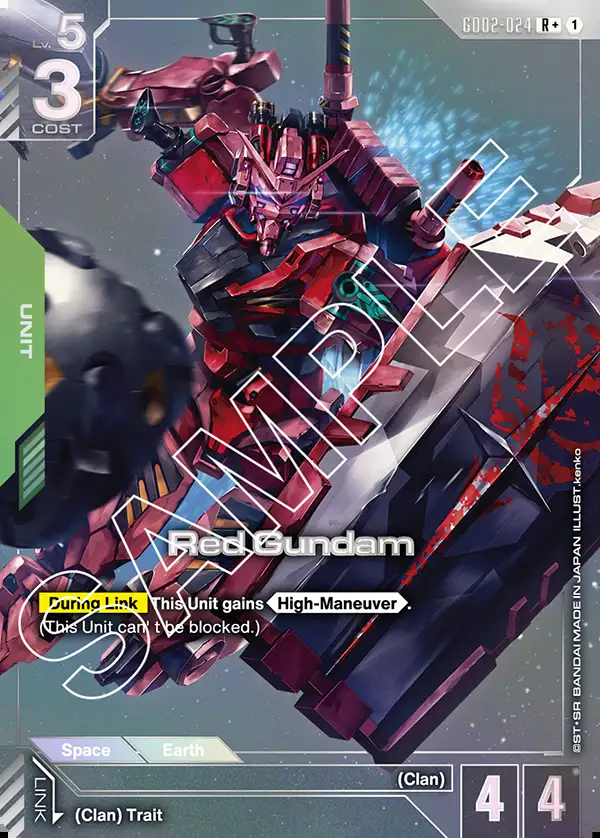 Lv. 5
GD02-024 R+ 1
3
COST
UNIT
SAMPLE
Red Gundam
During Link This Unit gains High-Maneuver.
(This Unit can't be blocked.)
©ST・SR BANDAI MADE IN JAPAN ILLUST.kenko
Space Earth
(Clan)
LINK
(Clan) Trait
4 4